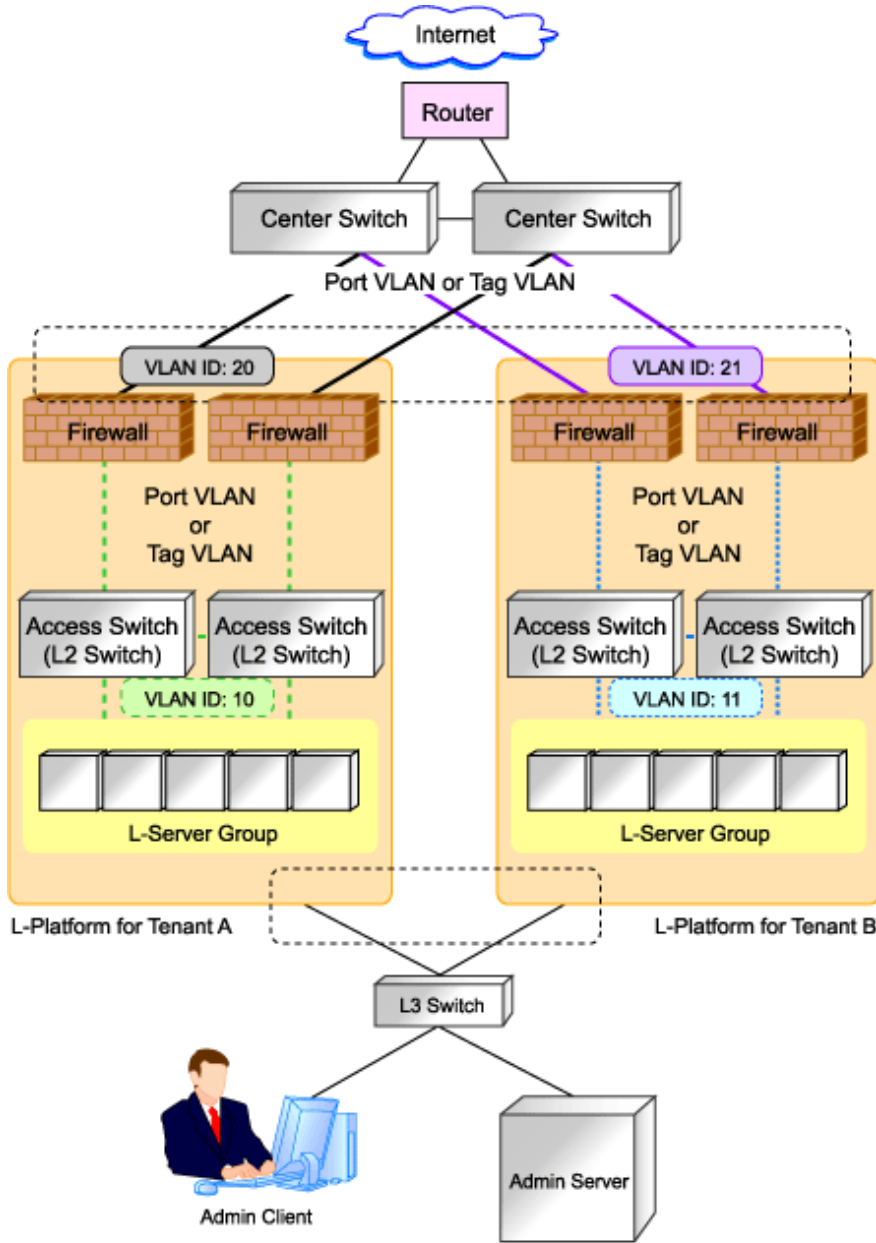 Internet
Router
Center Switch
Center Switch
Port VLAN or Tag VLAN
VLAN ID: 20
VLAN ID: 21
Firewall
Firewall
Firewall
Firewall
Port VLAN
or
Tag VLAN
Port VLAN
or
Tag VLAN
Access Switch
(L2 Switch)
Access Switch
(L2 Switch)
Access Switch
(L2 Switch)
Access Switch
(L2 Switch)
VLAN ID: 10
VLAN ID: 11
L-Server Group
L-Server Group
L-Platform for Tenant A
L-Platform for Tenant B
L3 Switch
Admin Client
Admin Server